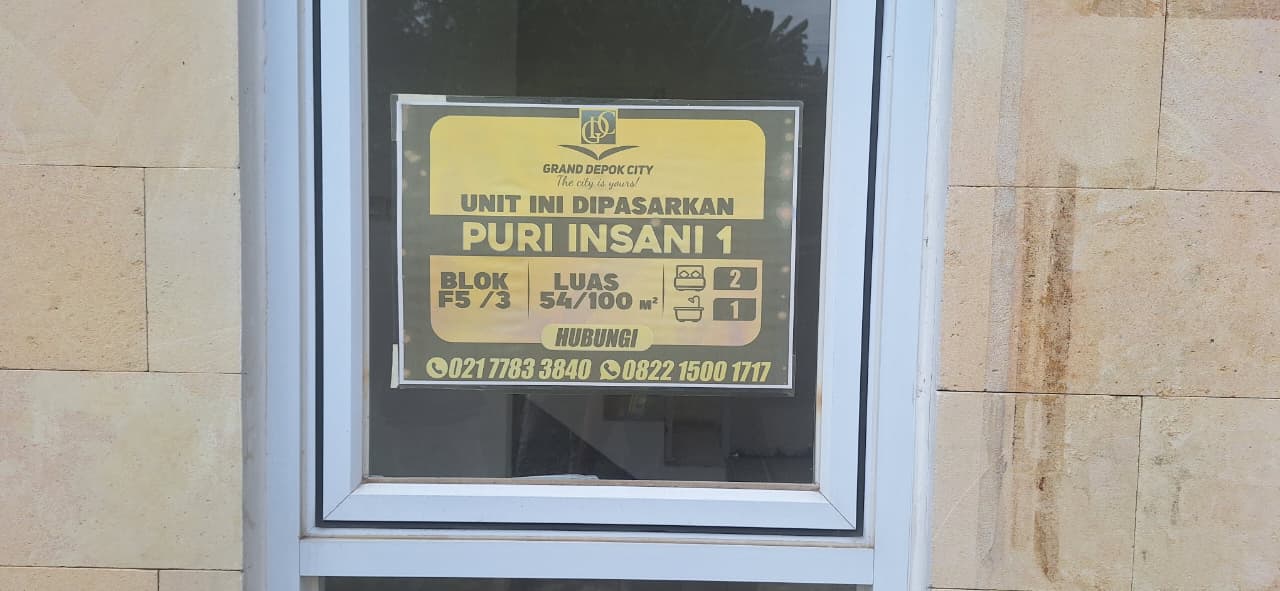 GDC
GRAND DEPOK CITY
The city is yours!
UNIT INI DIPASARKAN
PURI INSANI 1
BLOK
F5 /3
LUAS
54/100 M²
2
1
HUBUNGI
021 7783 3840 0822 1500 1717